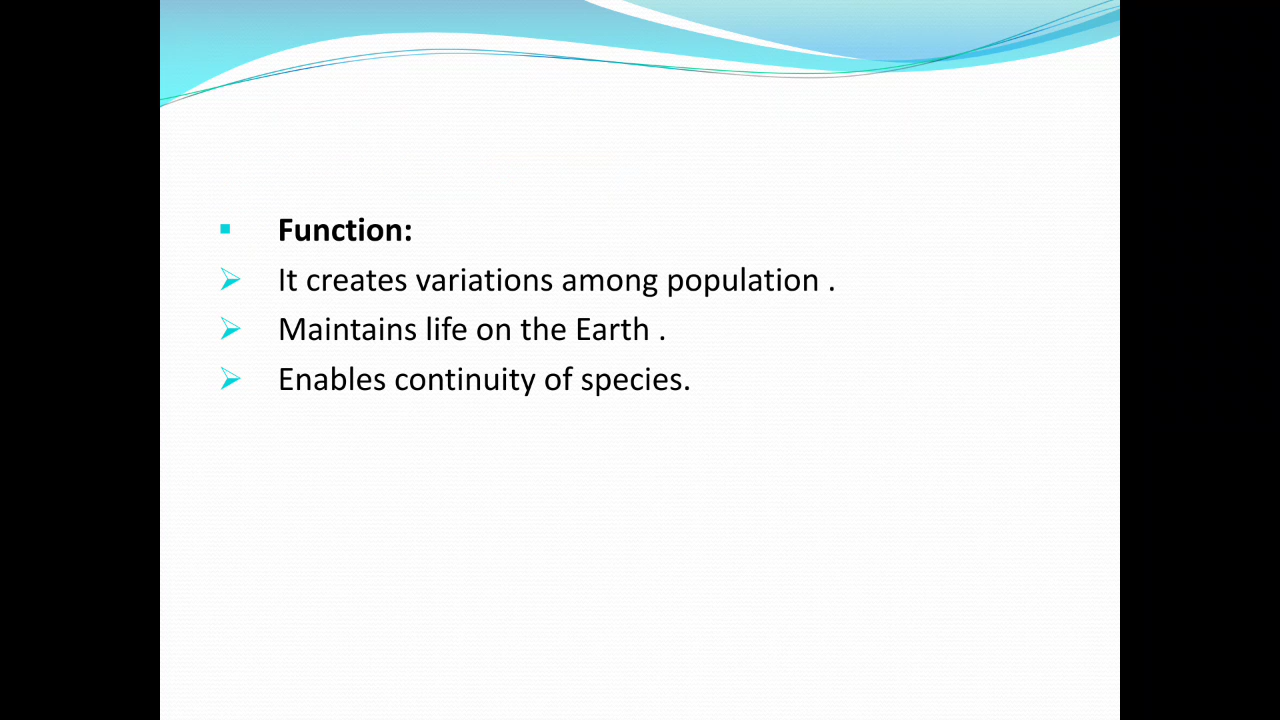 Function:
It creates variations among population .
Maintains life on the Earth .
Enables continuity of species.